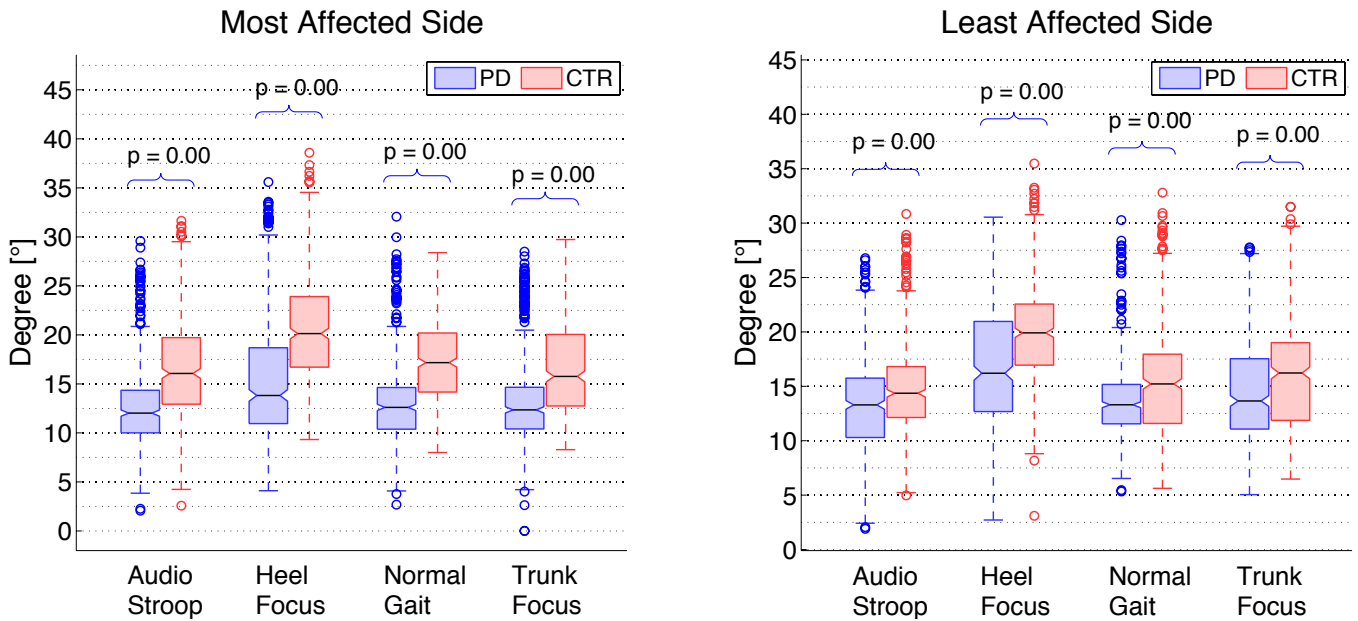 Most Affected Side
PD CTR
p = 0.00
p = 0.00
p = 0.00
p = 0.00
45
40
35
30
25
20
15
10
5
0
Degree [°]
Audio Stroop
Heel Focus
Normal Gait
Trunk Focus
Least Affected Side
PD CTR
p = 0.00
p = 0.00
p = 0.00
p = 0.00
45
40
35
30
25
20
15
10
5
0
Degree [°]
Audio Stroop
Heel Focus
Normal Gait
Trunk Focus